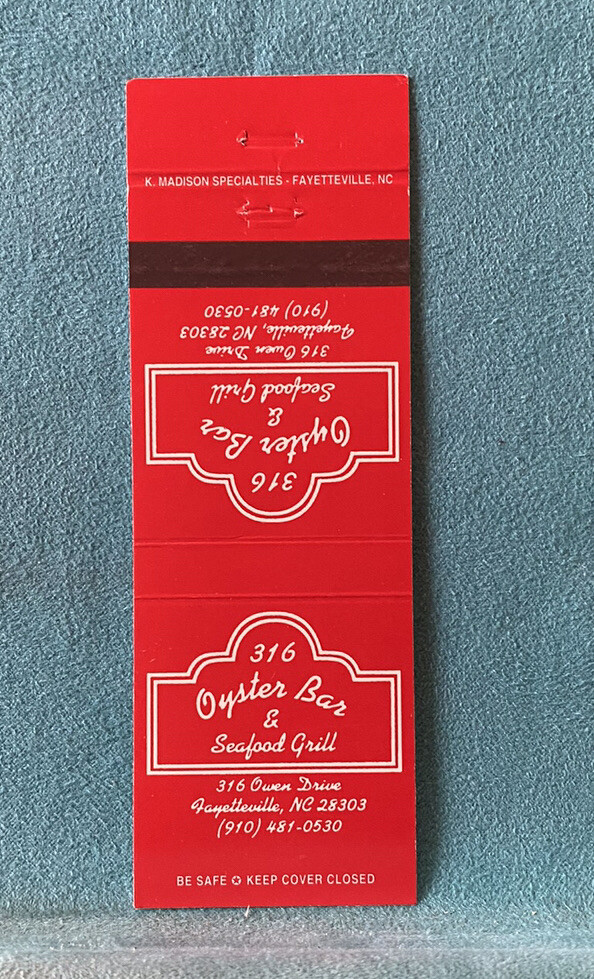 K. MADISON SPECIALTIES - FAYETTEVILLE, NC
(910) 481-0530
Fayetteville, NC 28303
316 Owen Drive
Seafood Grill
&
Oyster Bar
316
316
Oyster Bar
&
Seafood Grill
316 Owen Drive
Fayetteville, NC 28303
(910) 481-0530
BE SAFE ✪ KEEP COVER CLOSED